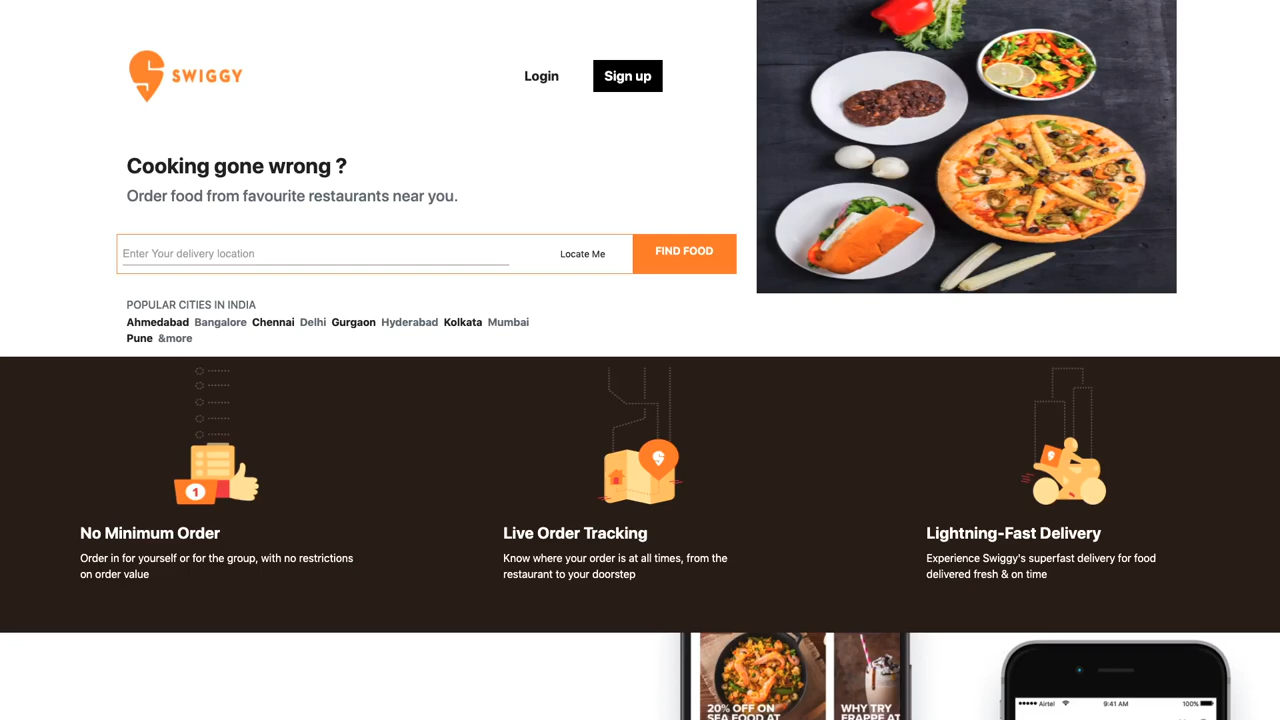 SWIGGY
Login
Sign up
Cooking gone wrong ?
Order food from favourite restaurants near you.
Enter Your delivery location
Locate Me
FIND FOOD
POPULAR CITIES IN INDIA
Ahmedabad Bangalore Chennai Delhi Gurgaon Hyderabad Kolkata Mumbai
Pune &more
1
No Minimum Order
Order in for yourself or for the group, with no restrictions
on order value
Live Order Tracking
Know where your order is at all times, from the
restaurant to your doorstep
Lightning-Fast Delivery
Experience Swiggy's superfast delivery for food
delivered fresh & on time
20% OFF ON
SEA FOOD AT
WHY TRY
FRAPPE AT
Airtel
9:41 AM
100%